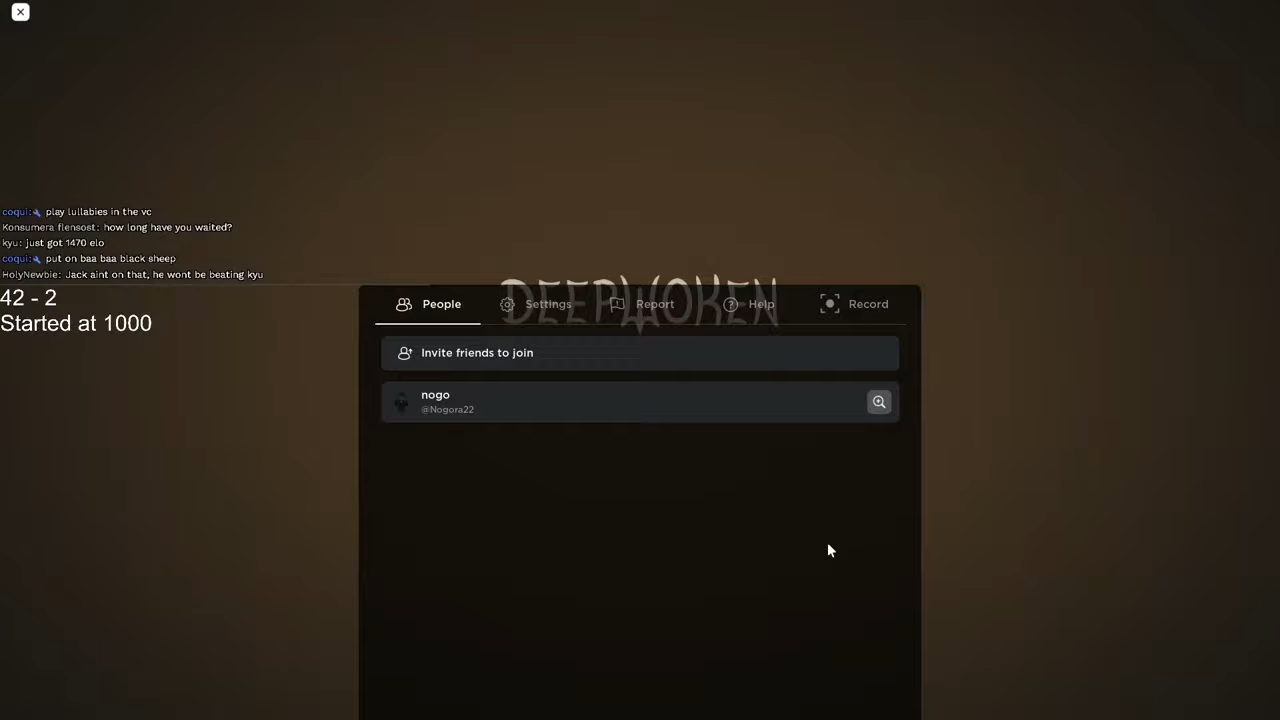 coqui: play lullabies in the vc
Konsumera flensost: how long have you waited?
kyu: just got 1470 elo
coqui: put on baa baa black sheep
HolyNewbie: Jack aint on that, he wont be beating kyu
42 - 2
Started at 1000
DEEPWOKEN
People
Settings
Report
Help
Record
Invite friends to join
nogo
@Nogora22